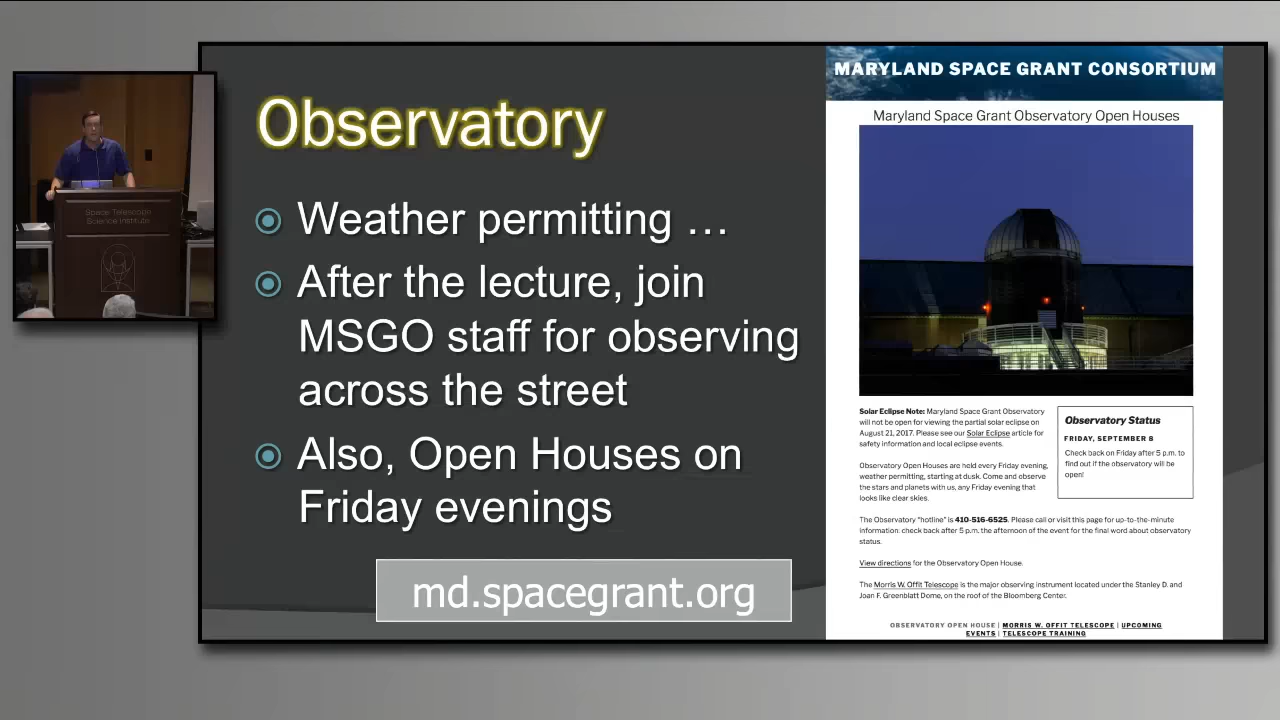 Space Telescope
Science Institute
Observatory
Weather permitting …
After the lecture, join
MSGO staff for observing
across the street
Also, Open Houses on
Friday evenings
md.spacegrant.org
MARYLAND SPACE GRANT CONSORTIUM
Maryland Space Grant Observatory Open Houses
Solar Eclipse Note: Maryland Space Grant Observatory
will not be open for viewing the partial solar eclipse on
August 21, 2017. Please see our Solar Eclipse article for
safety information and local eclipse events.
Observatory Open Houses are held every Friday evening,
weather permitting, starting at dusk. Come and observe
the stars and planets with us, any Friday evening that
looks like clear skies.
Observatory Status
FRIDAY, SEPTEMBER 8
Check back on Friday after 5 p.m. to
find out if the observatory will be
open!
The Observatory "hotline" is 410-516-6525. Please call or visit this page for up-to-the-minute
information. check back after 5 p.m. the afternoon of the event for the final word about observatory
status.
View directions for the Observatory Open House.
The Morris W. Offit Telescope is the major observing instrument located under the Stanley D. and
Joan F. Greenblatt Dome, on the roof of the Bloomberg Center.
OBSERVATORY OPEN HOUSE | MORRIS W. OFFIT TELESCOPE | UPCOMING
EVENTS | TELESCOPE TRAINING